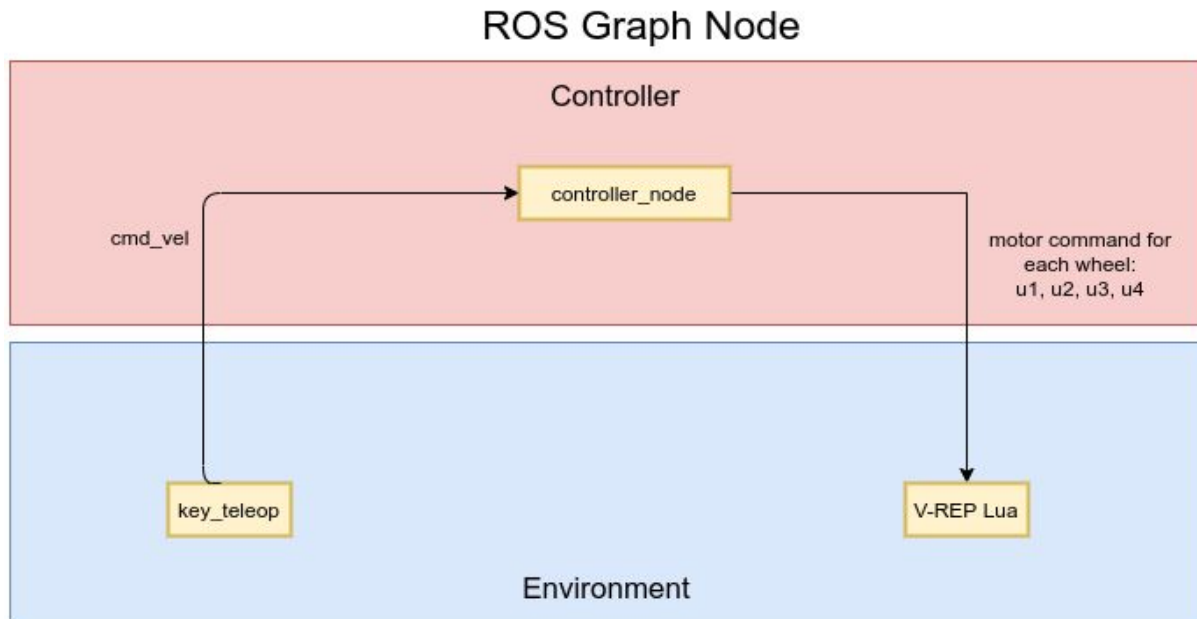 ROS Graph Node
Controller
controller_node
cmd_vel
motor command for
each wheel:
u1, u2, u3, u4
key_teleop
V-REP Lua
Environment